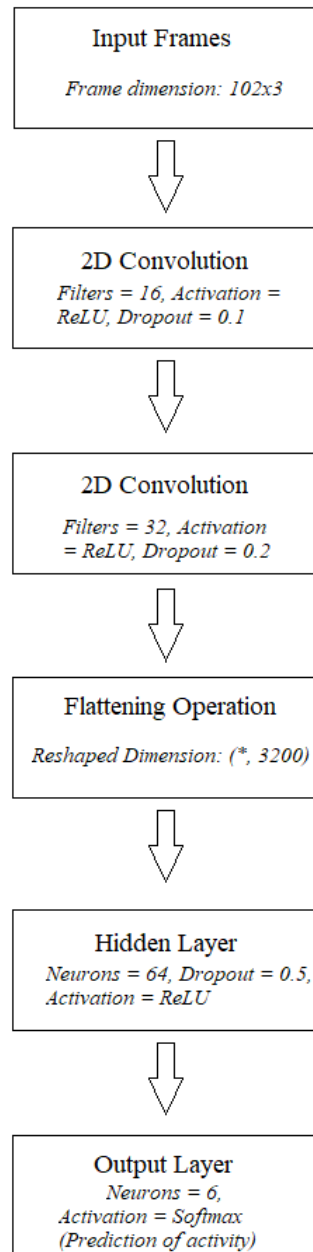 Input Frames
Frame dimension: 102x3
2D Convolution
Filters = 16, Activation =
ReLU, Dropout = 0.1
2D Convolution
Filters = 32, Activation
= ReLU, Dropout = 0.2
Flattening Operation
Reshaped Dimension: (*, 3200)
Hidden Layer
Neurons = 64, Dropout = 0.5,
Activation = ReLU
Output Layer
Neurons = 6,
Activation = Softmax
(Prediction of activity)